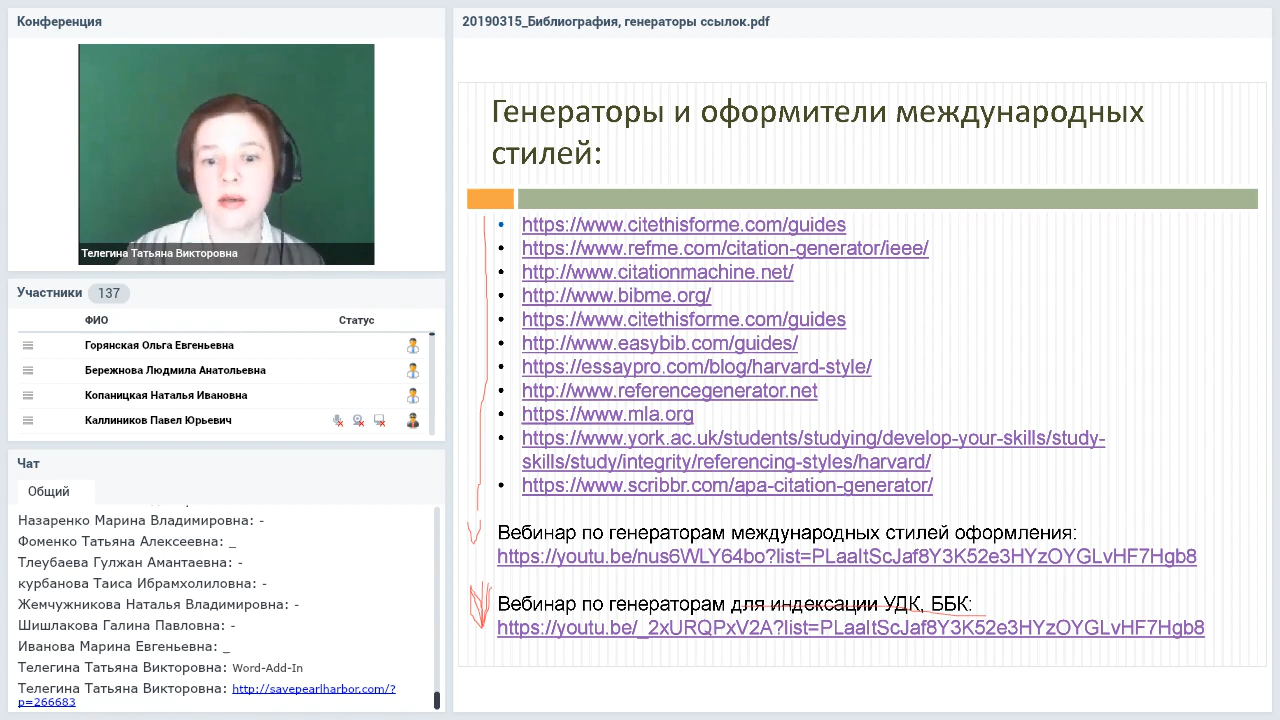 Конференция
Телегина Татьяна Викторовна
Участники 137
ФИО Статус
Горянская Ольга Евгеньевна
Бережнова Людмила Анатольевна
Копаницкая Наталья Ивановна
Каллиников Павел Юрьевич
Чат
Общий
Назаренко Марина Владимировна: -
Фоменко Татьяна Алексеевна: _
Тлеубаева Гулжан Амантаевна: -
курбанова Таиса Ибрамхолиловна: -
Жемчужникова Наталья Владимировна: -
Шишлакова Галина Павловна: -
Иванова Марина Евгеньевна: _
Телегина Татьяна Викторовна: Word-Add-In
Телегина Татьяна Викторовна: http://savepearlharbor.com/?
p=266683
20190315_Библиография, генераторы ссылок.pdf
Генераторы и оформители международных
стилей:
• https://www.citethisforme.com/guides
• https://www.refme.com/citation-generator/ieee/
• http://www.citationmachine.net/
• http://www.bibme.org/
• https://www.citethisforme.com/guides
• http://www.easybib.com/guides/
• https://essaypro.com/blog/harvard-style/
• http://www.referencegenerator.net
• https://www.mla.org
• https://www.york.ac.uk/students/studying/develop-your-skills/study-
skills/study/integrity/referencing-styles/harvard/
• https://www.scribbr.com/apa-citation-generator/
Вебинар по генераторам международных стилей оформления:
https://youtu.be/nus6WLY64bo?list=PLaaItScJaf8Y3K52e3HYzOYGLvHF7Hgb8
Вебинар по генераторам для индексации УДК, ББК:
https://youtu.be/_2xURQPxV2A?list=PLaaItScJaf8Y3K52e3HYzOYGLvHF7Hgb8